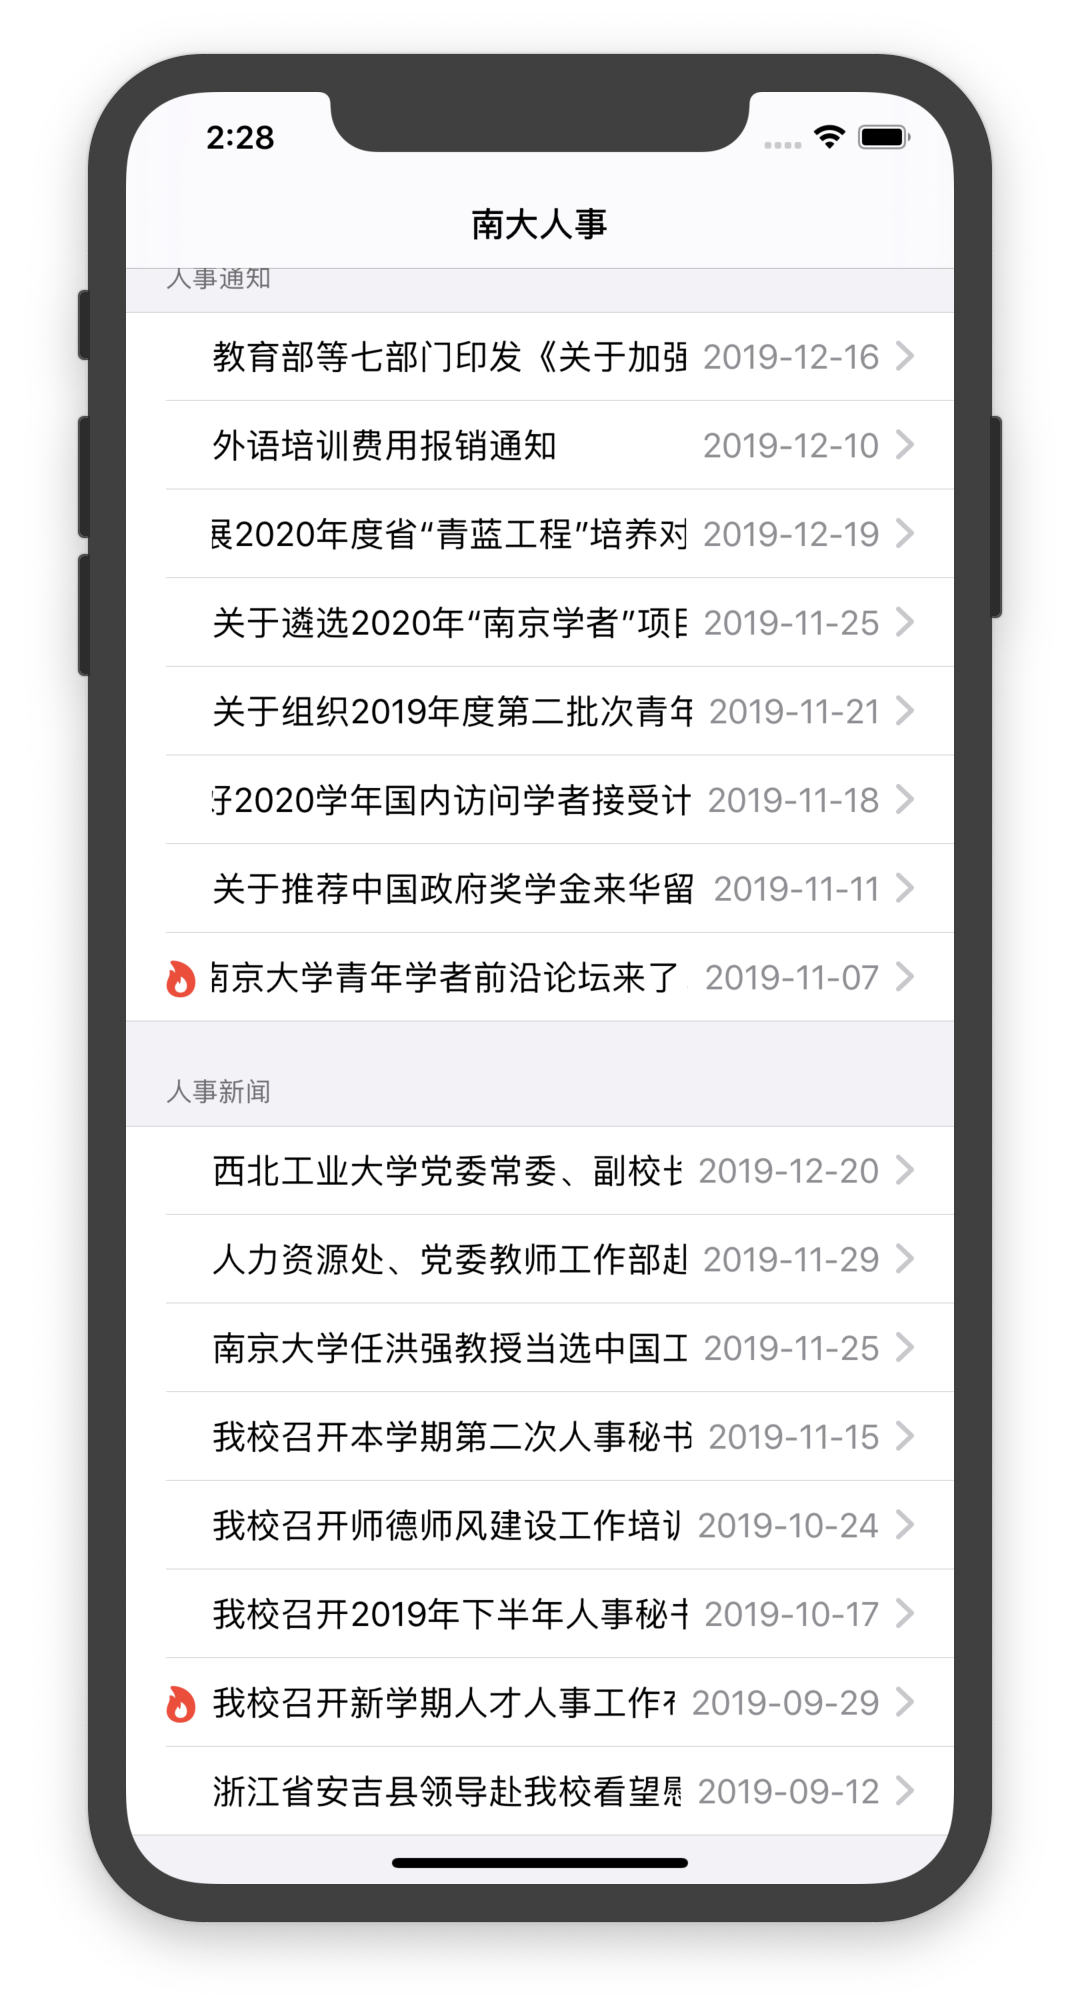 2:28
南大人事
人事通知
教育部等七部门印发《关于加强 2019-12-16
外语培训费用报销通知 2019-12-10
展2020年度省“青蓝工程”培养对 2019-12-19
关于遴选2020年“南京学者”项目 2019-11-25
关于组织2019年度第二批次青年 2019-11-21
好2020学年国内访问学者接受计 2019-11-18
关于推荐中国政府奖学金来华留 2019-11-11
南京大学青年学者前沿论坛来了 2019-11-07
人事新闻
西北工业大学党委常委、副校长 2019-12-20
人力资源处、党委教师工作部赴 2019-11-29
南京大学任洪强教授当选中国工 2019-11-25
我校召开本学期第二次人事秘书 2019-11-15
我校召开师德师风建设工作培训 2019-10-24
我校召开2019年下半年人事秘书 2019-10-17
我校召开新学期人才人事工作 2019-09-29
浙江省安吉县领导赴我校看望慰 2019-09-12